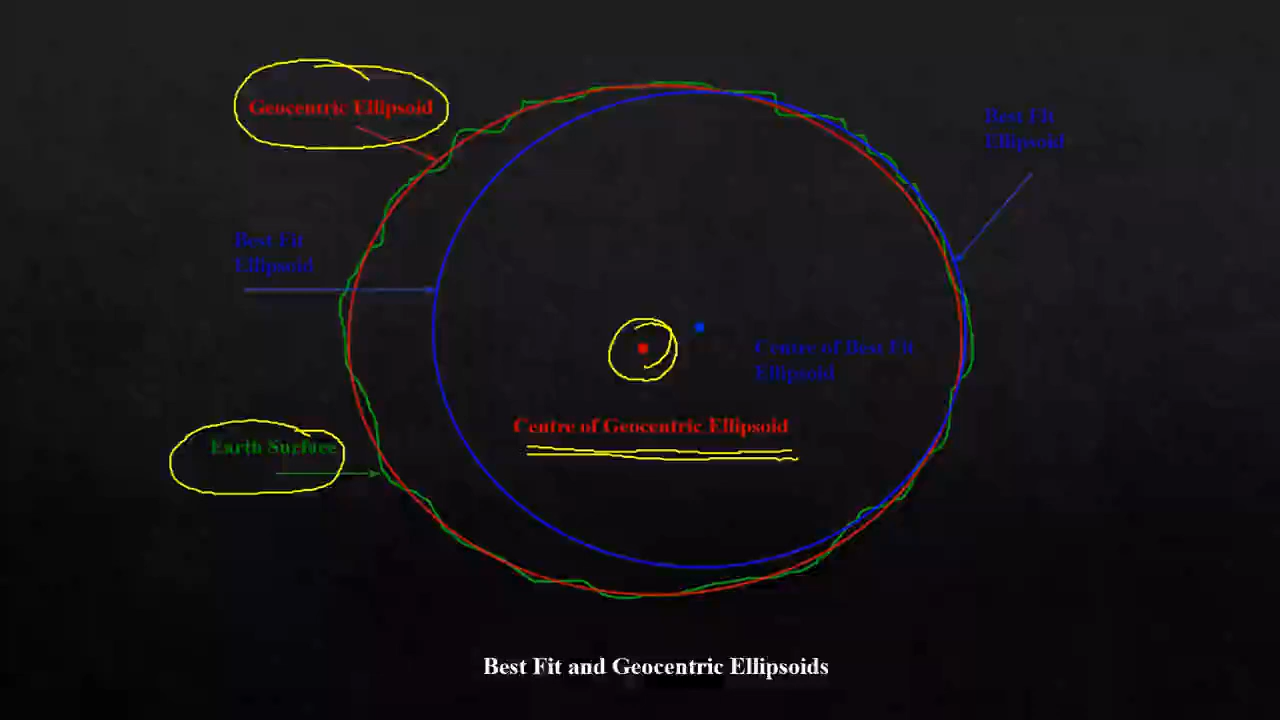 Geocentric Ellipsoid
Best Fit
Ellipsoid
Best Fit
Ellipsoid
Centre of Best Fit
Ellipsoid
Centre of Geocentric Ellipsoid
Earth Surface
Best Fit and Geocentric Ellipsoids